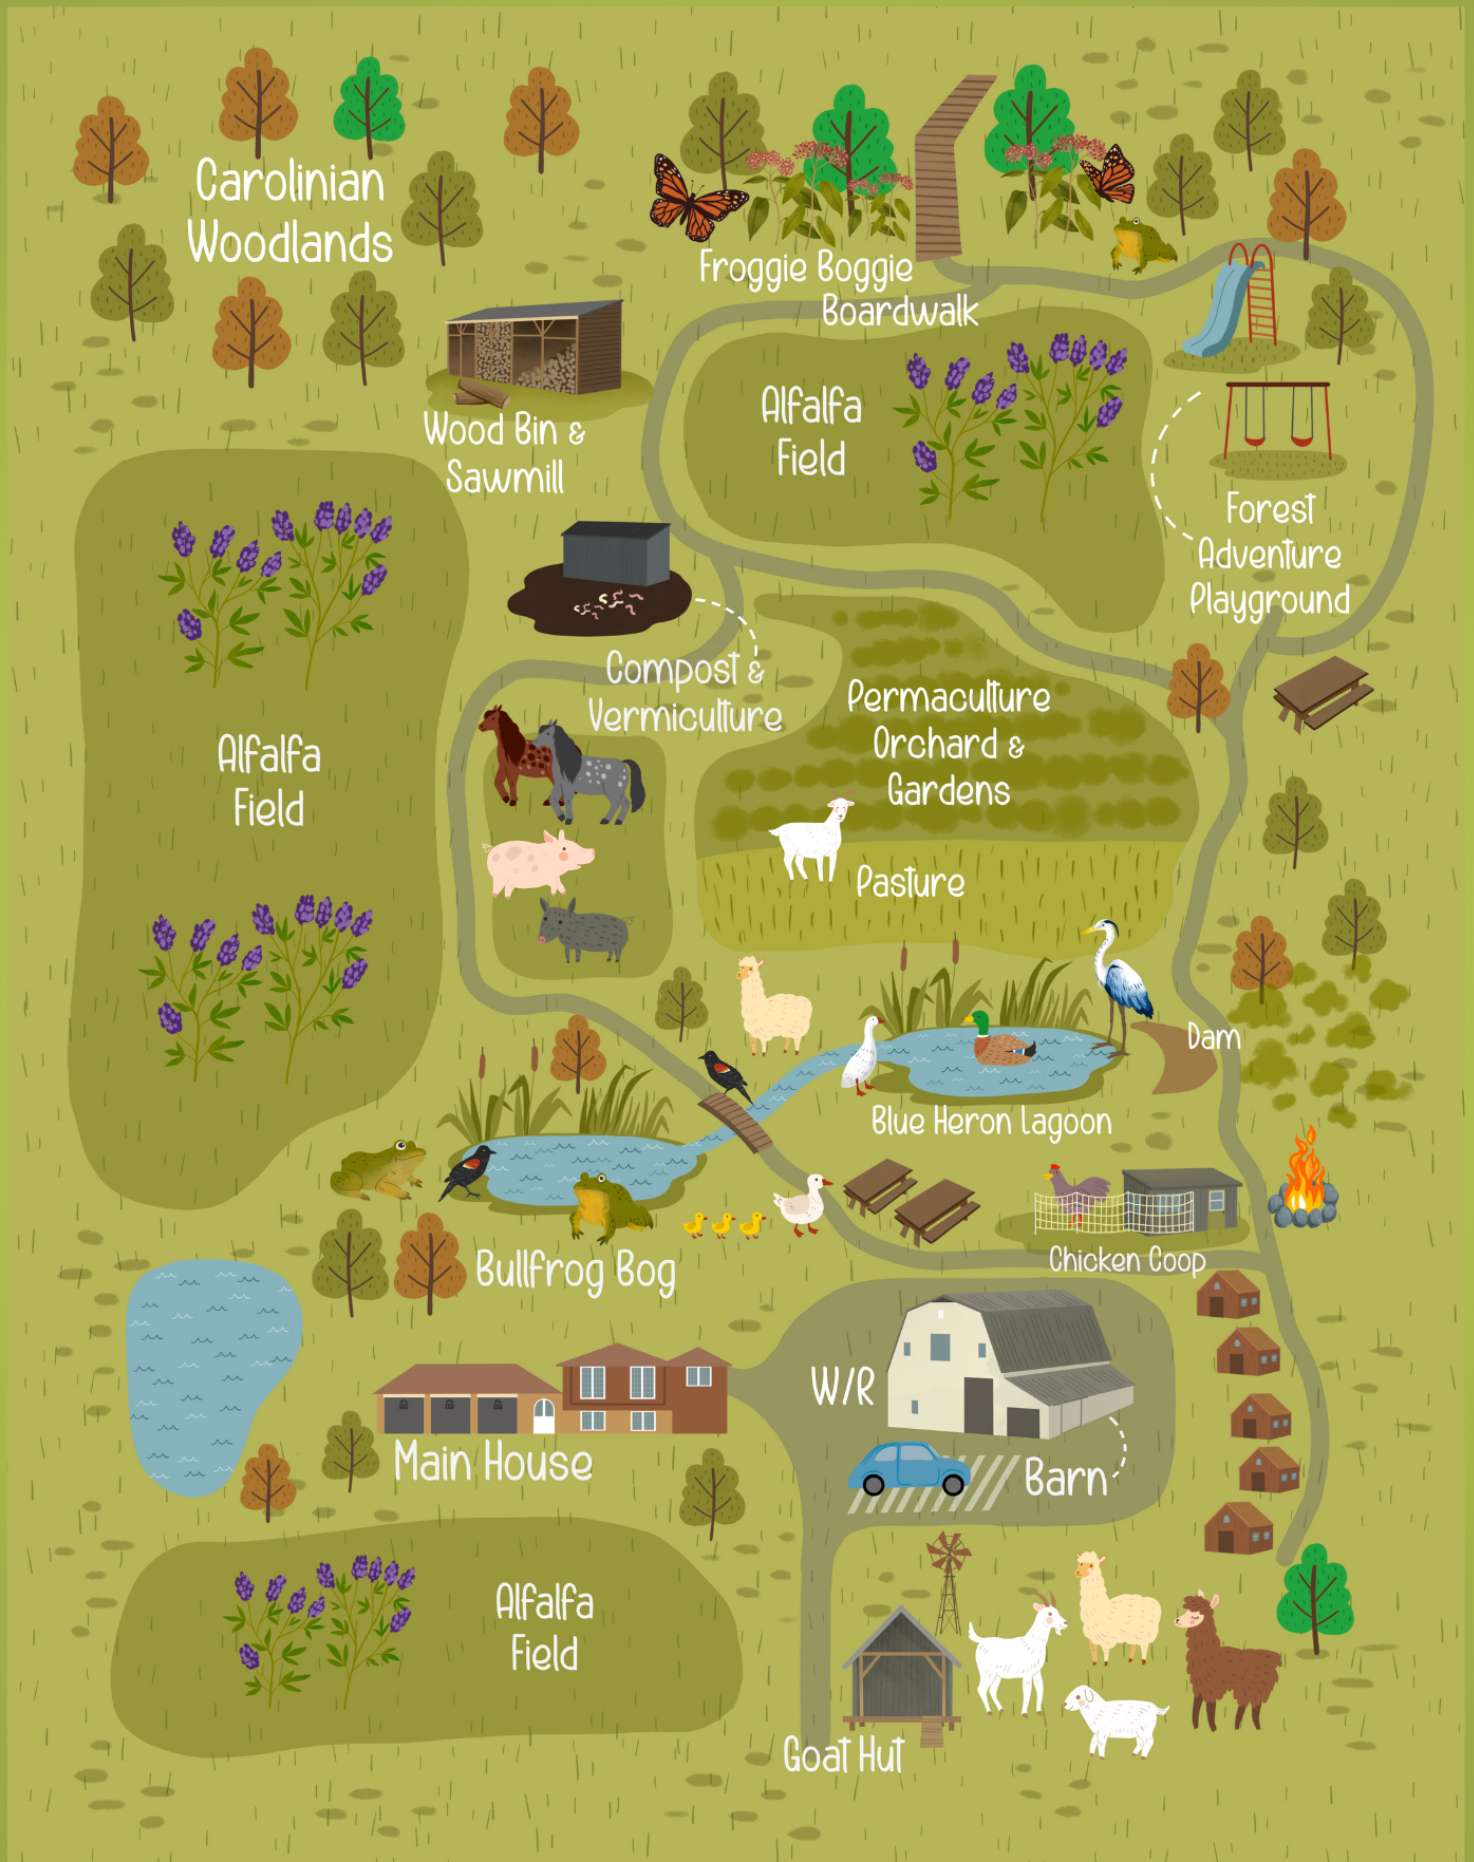 Carolinian
Woodlands
Froggie Boggie
Boardwalk
Wood Bin &
Sawmill
Alfalfa
Field
Forest
Adventure
Playground
Compost &
Vermiculture
Permaculture
Orchard &
Gardens
Alfalfa
Field
Pasture
Dam
Blue Heron Lagoon
Bullfrog Bog
Chicken Coop
W/R
Main House
Barn
Alfalfa
Field
Goat Hut